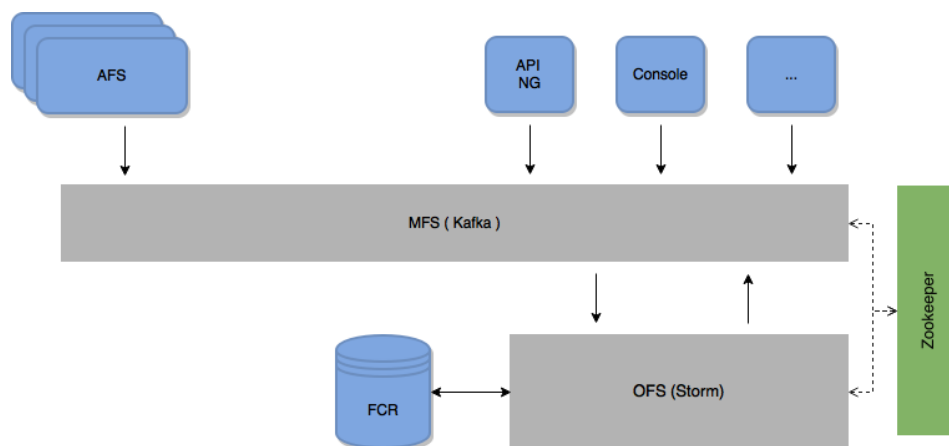 AFS
API
NG
Console
...
MFS ( Kafka )
Zookeeper
FCR
OFS (Storm)